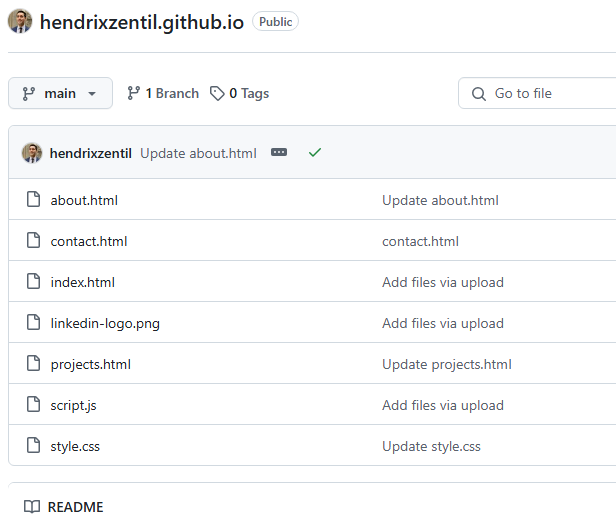 hendrixzentil.github.io Public
main 1 Branch 0 Tags Go to file
hendrixzentil Update about.html
about.html Update about.html
contact.html contact.html
index.html Add files via upload
linkedin-logo.png Add files via upload
projects.html Update projects.html
script.js Add files via upload
style.css Update style.css
README